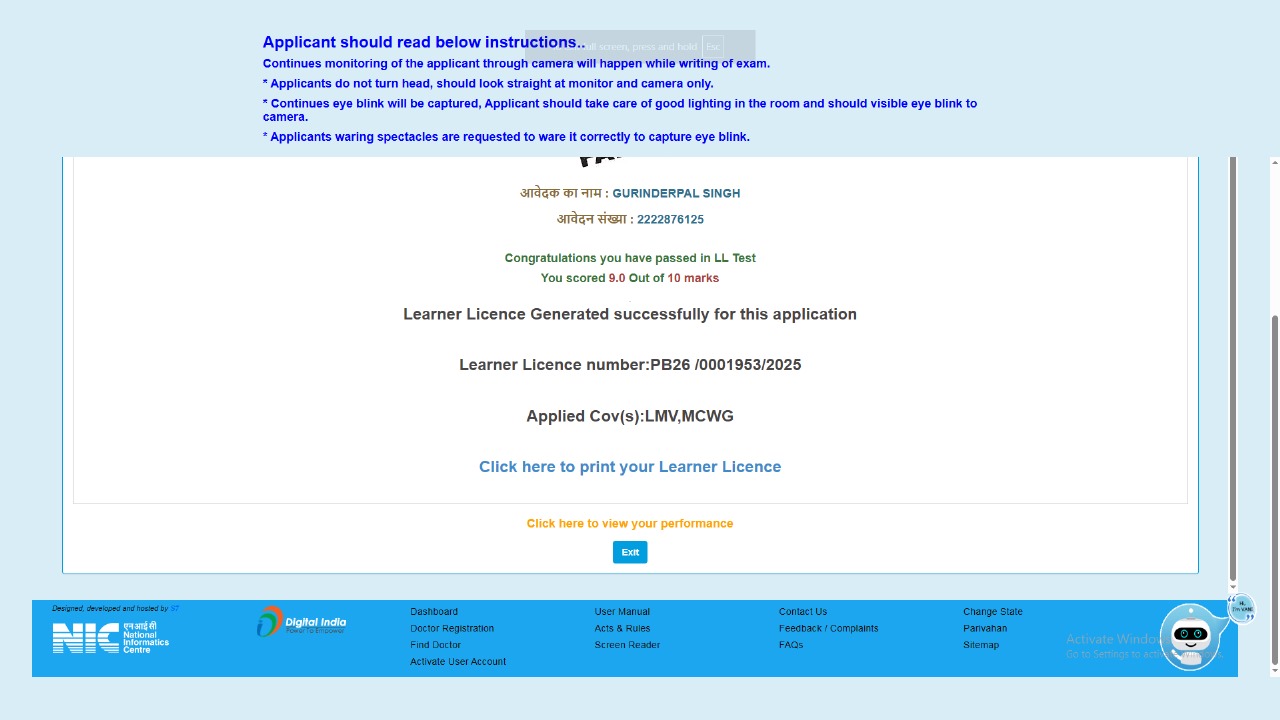 Applicant should read below instructions..
ull screen, press and hold Esc
Continues monitoring of the applicant through camera will happen while writing of exam.
* Applicants do not turn head, should look straight at monitor and camera only.
* Continues eye blink will be captured, Applicant should take care of good lighting in the room and should visible eye blink to
camera.
* Applicants waring spectacles are requested to ware it correctly to capture eye blink.
आवेदक का नाम : GURINDERPAL SINGH
आवेदन संख्या : 2222876125
Congratulations you have passed in LL Test
You scored 9.0 Out of 10 marks
Learner Licence Generated successfully for this application
Learner Licence number:PB26 /0001953/2025
Applied Cov(s):LMV,MCWG
Click here to print your Learner Licence
Click here to view your performance
Exit
Designed, developed and hosted by S7
NIC एन आई सी
National
Informatics
Centre
Digital India
Power To Empower
Dashboard
Doctor Registration
Find Doctor
Activate User Account
User Manual
Acts & Rules
Screen Reader
Contact Us
Feedback / Complaints
FAQs
Change State
Parivahan
Sitemap
Hi,
I'm VANI
Activate Windo
Go to Settings to activate Windows.